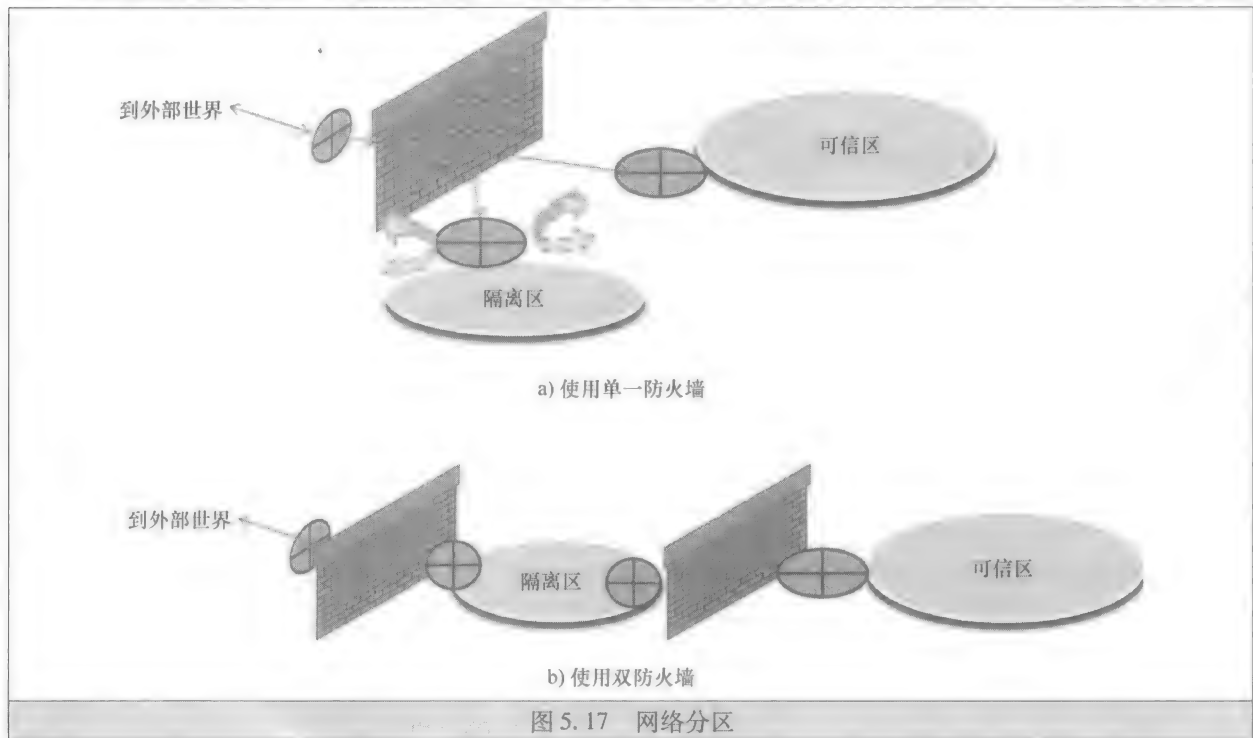 到外部世界
可信区
隔离区
a) 使用单一防火墙
到外部世界
隔离区
可信区
b) 使用双防火墙
图 5.17 网络分区